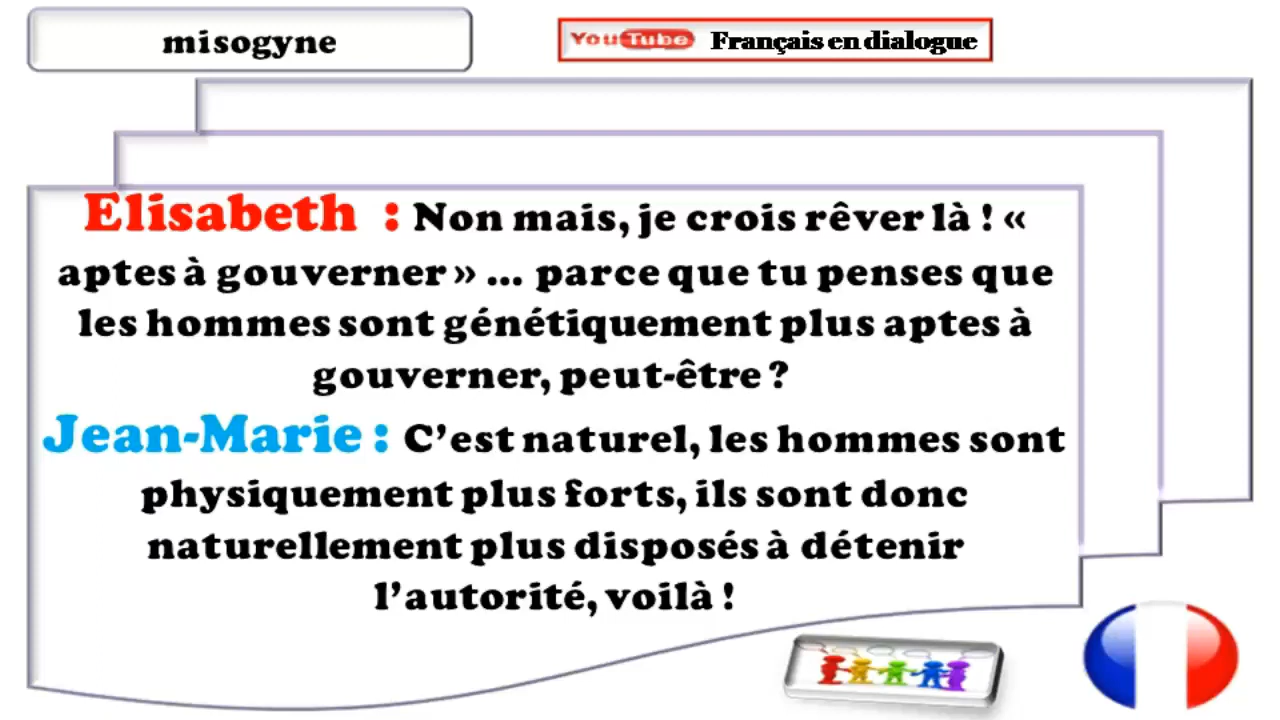 misogyne
YouTube Français en dialogue
Elisabeth : Non mais, je crois rêver là ! «
aptes à gouverner » ... parce que tu penses que
les hommes sont génétiquement plus aptes à
gouverner, peut-être ?
Jean-Marie : C’est naturel, les hommes sont
physiquement plus forts, ils sont donc
naturellement plus disposés à détenir
l’autorité, voilà !